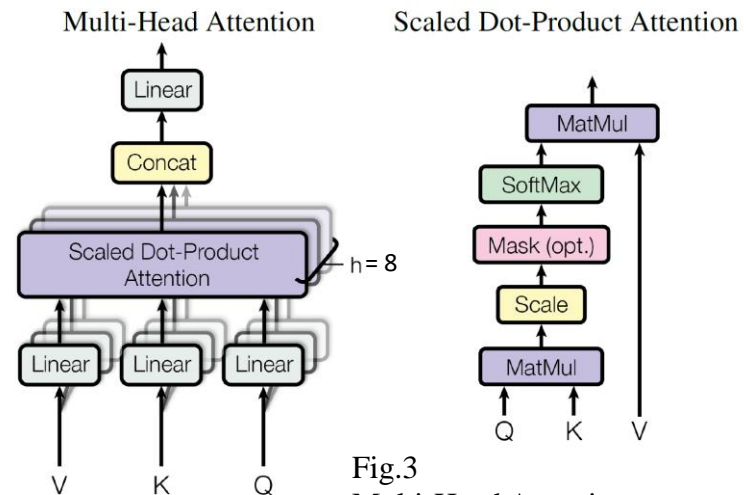 Multi-Head Attention
Linear
Concat
Scaled Dot-Product
Attention
h = 8
Linear
Linear
Linear
V
K
Q
Scaled Dot-Product Attention
MatMul
SoftMax
Mask (opt.)
Scale
MatMul
Q
K
V
Fig.3